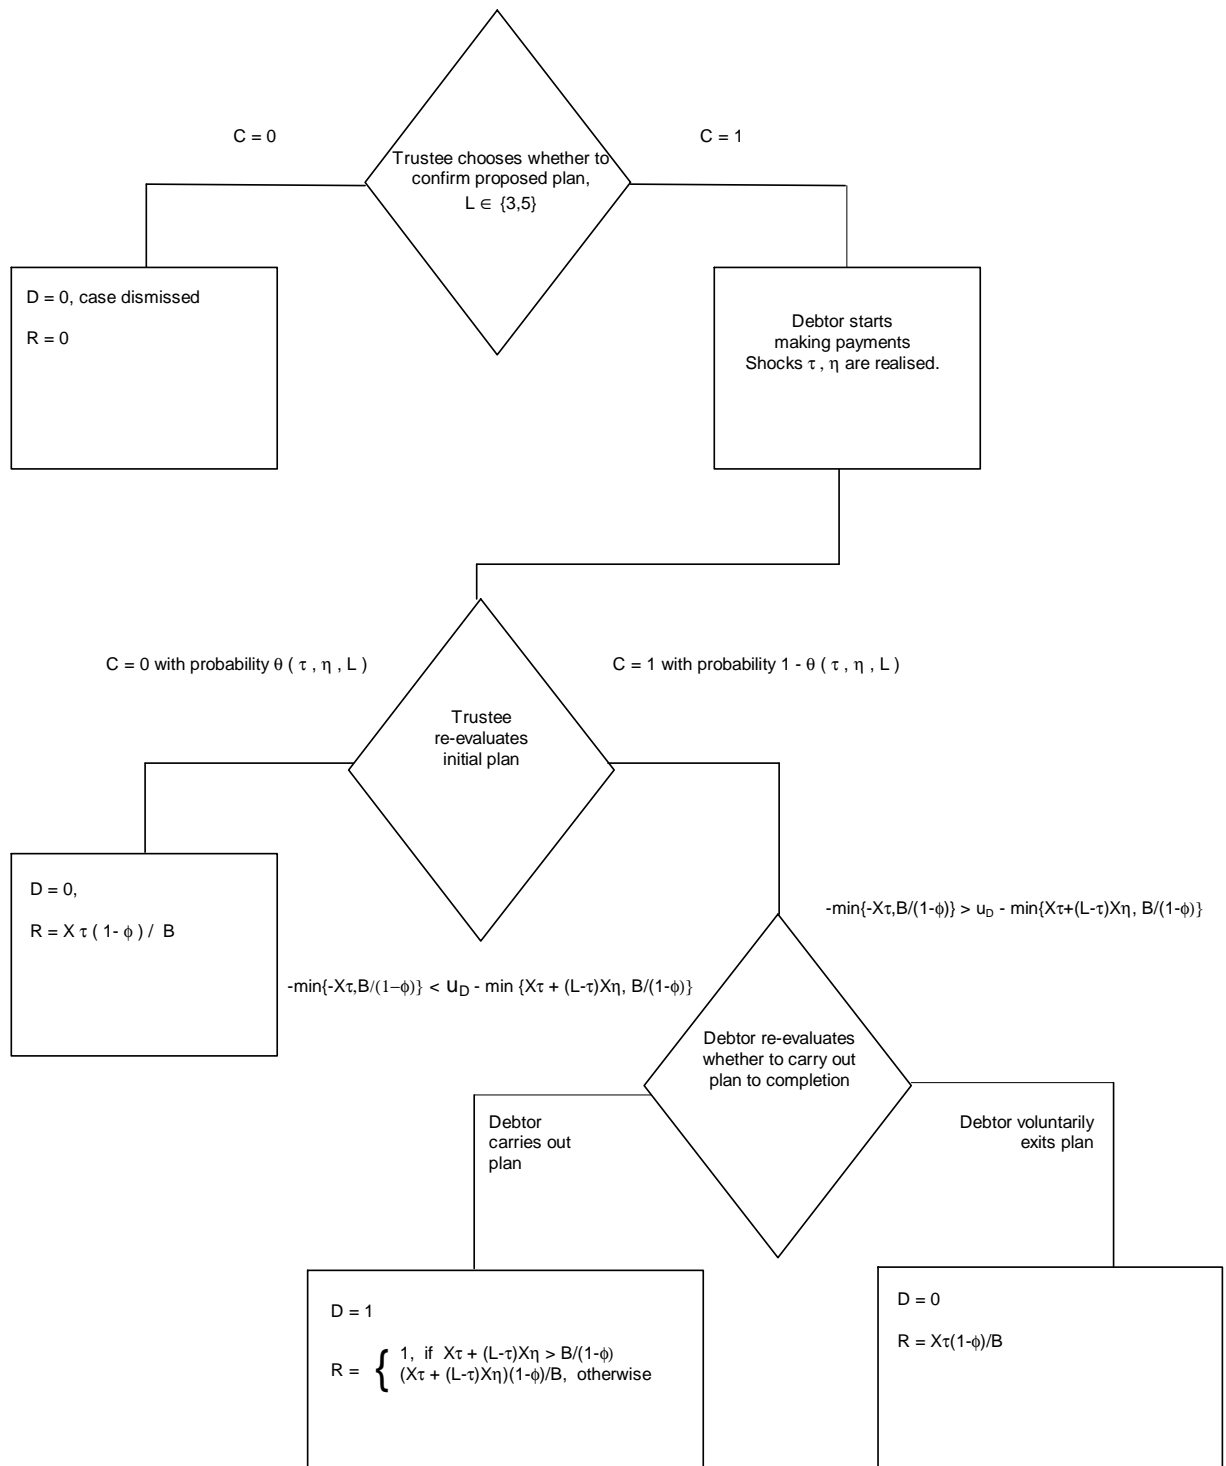 C = 0
C = 1
Trustee chooses whether to
confirm proposed plan,
L ∈ {3,5}
D = 0, case dismissed
R = 0
Debtor starts
making payments
Shocks τ , η are realised.
C = 0 with probability θ ( τ , η , L )
C = 1 with probability 1 - θ ( τ , η , L )
Trustee
re-evaluates
initial plan
D = 0,
R = X τ ( 1- ϕ ) / B
-min{-Xτ,B/(1-ϕ)} > u_D - min{Xτ+(L-τ)Xη, B/(1-ϕ)}
-min{-Xτ,B/(1−ϕ)} < u_D - min {Xτ + (L-τ)Xη, B/(1-ϕ)}
Debtor re-evaluates
whether to carry out
plan to completion
Debtor
carries out
plan
Debtor voluntarily
exits plan
D = 1
R = { 1, if Xτ + (L-τ)Xη > B/(1-ϕ)
(Xτ + (L-τ)Xη)(1-ϕ)/B, otherwise
D = 0
R = Xτ(1-ϕ)/B